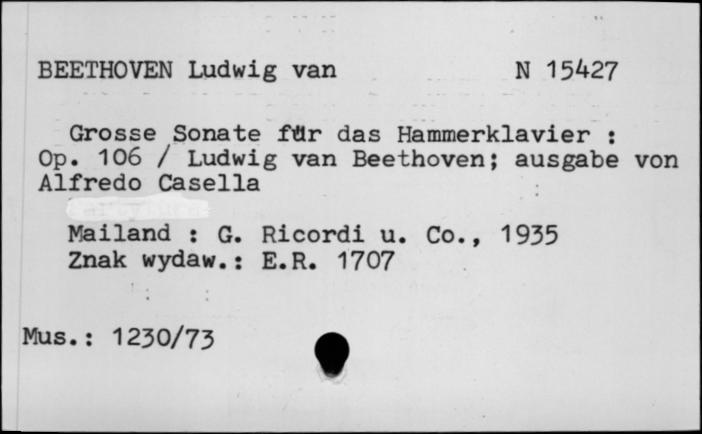 BEETHOVEN Ludwig van N 15427
Grosse Sonate für das Hammerklavier :
Op. 106 / Ludwig van Beethoven; ausgabe von
Alfredo Casella
Mailand : G. Ricordi u. Co., 1935
Znak wydaw.: E.R. 1707
Mus.: 1230/73